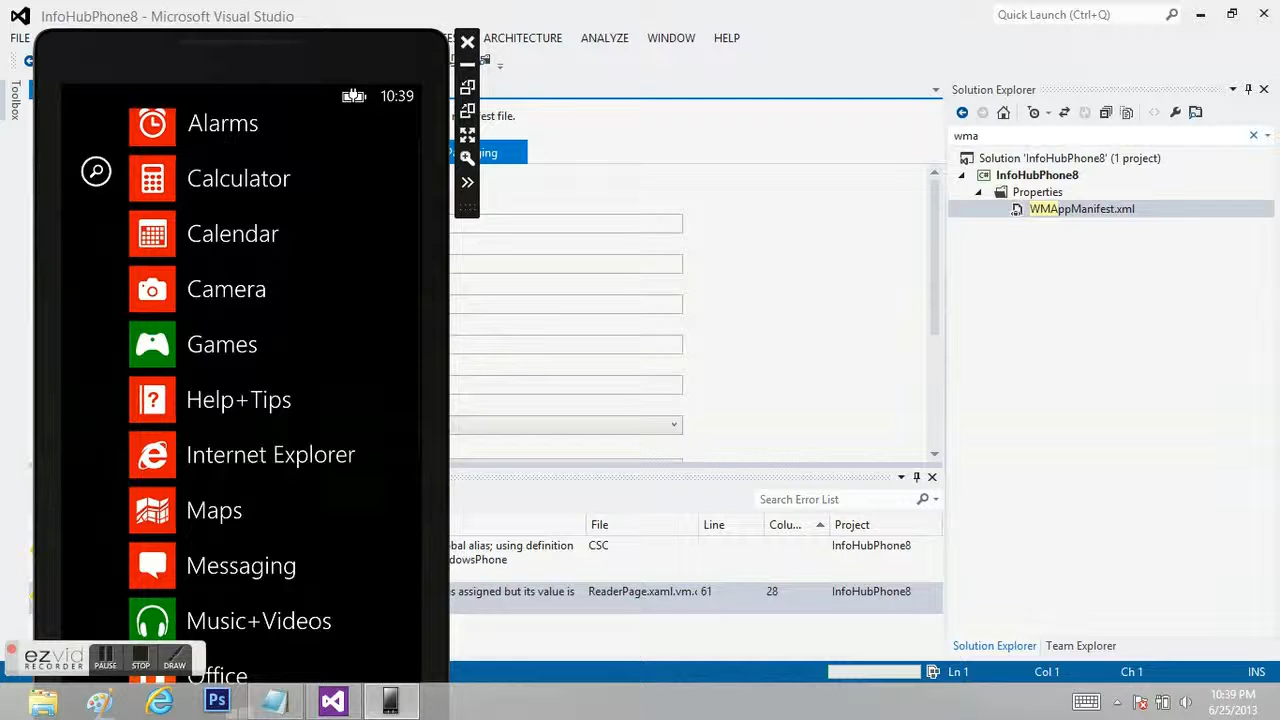 InfoHubPhone8 - Microsoft Visual Studio
Quick Launch (Ctrl+Q)
FILE
ARCHITECTURE
ANALYZE
WINDOW
HELP
Toolbox
10:39
Alarms
Calculator
Calendar
Camera
Games
Help+Tips
Internet Explorer
Maps
Messaging
Music+Videos
Office
est file.
Solution Explorer
wma
Solution 'InfoHubPhone8' (1 project)
InfoHubPhone8
Properties
WMAppManifest.xml
Search Error List
File
Line
Colu...
Project
bal alias; using definition
CSC
InfoHubPhone8
dowsPhone
s assigned but its value is
ReaderPage.xaml.vm.c
61
28
InfoHubPhone8
Solution Explorer
Team Explorer
ezvid
RECORDER
PAUSE
STOP
DRAW
Ln 1
Col 1
Ch 1
INS
Ps
10:39 PM
6/25/2013